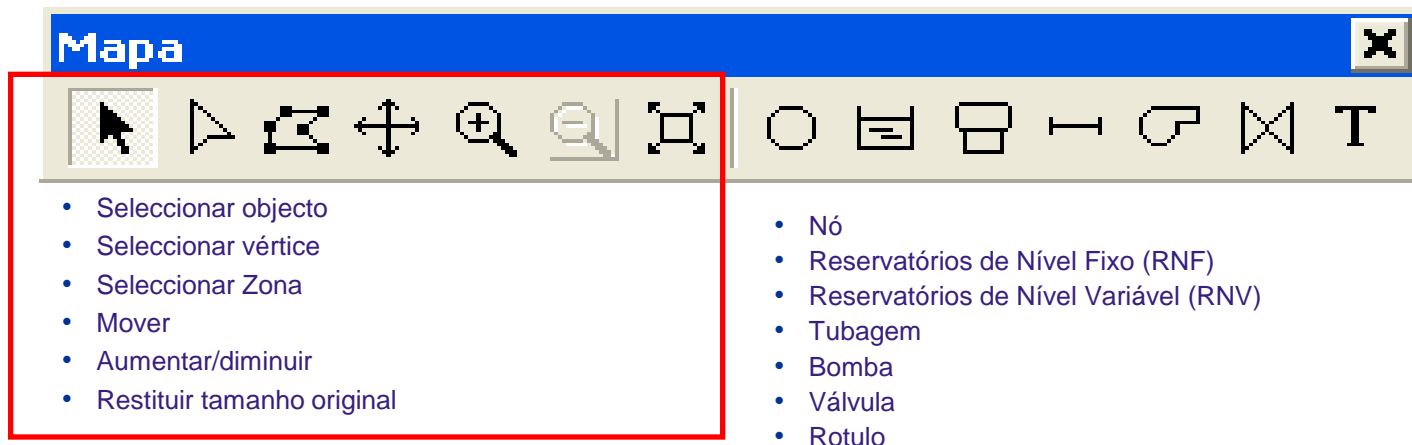 Mapa
T
• Seleccionar objecto
• Seleccionar vértice
• Seleccionar Zona
• Mover
• Aumentar/diminuir
• Restituir tamanho original
• Nó
• Reservatórios de Nível Fixo (RNF)
• Reservatórios de Nível Variável (RNV)
• Tubagem
• Bomba
• Válvula
• Rotulo